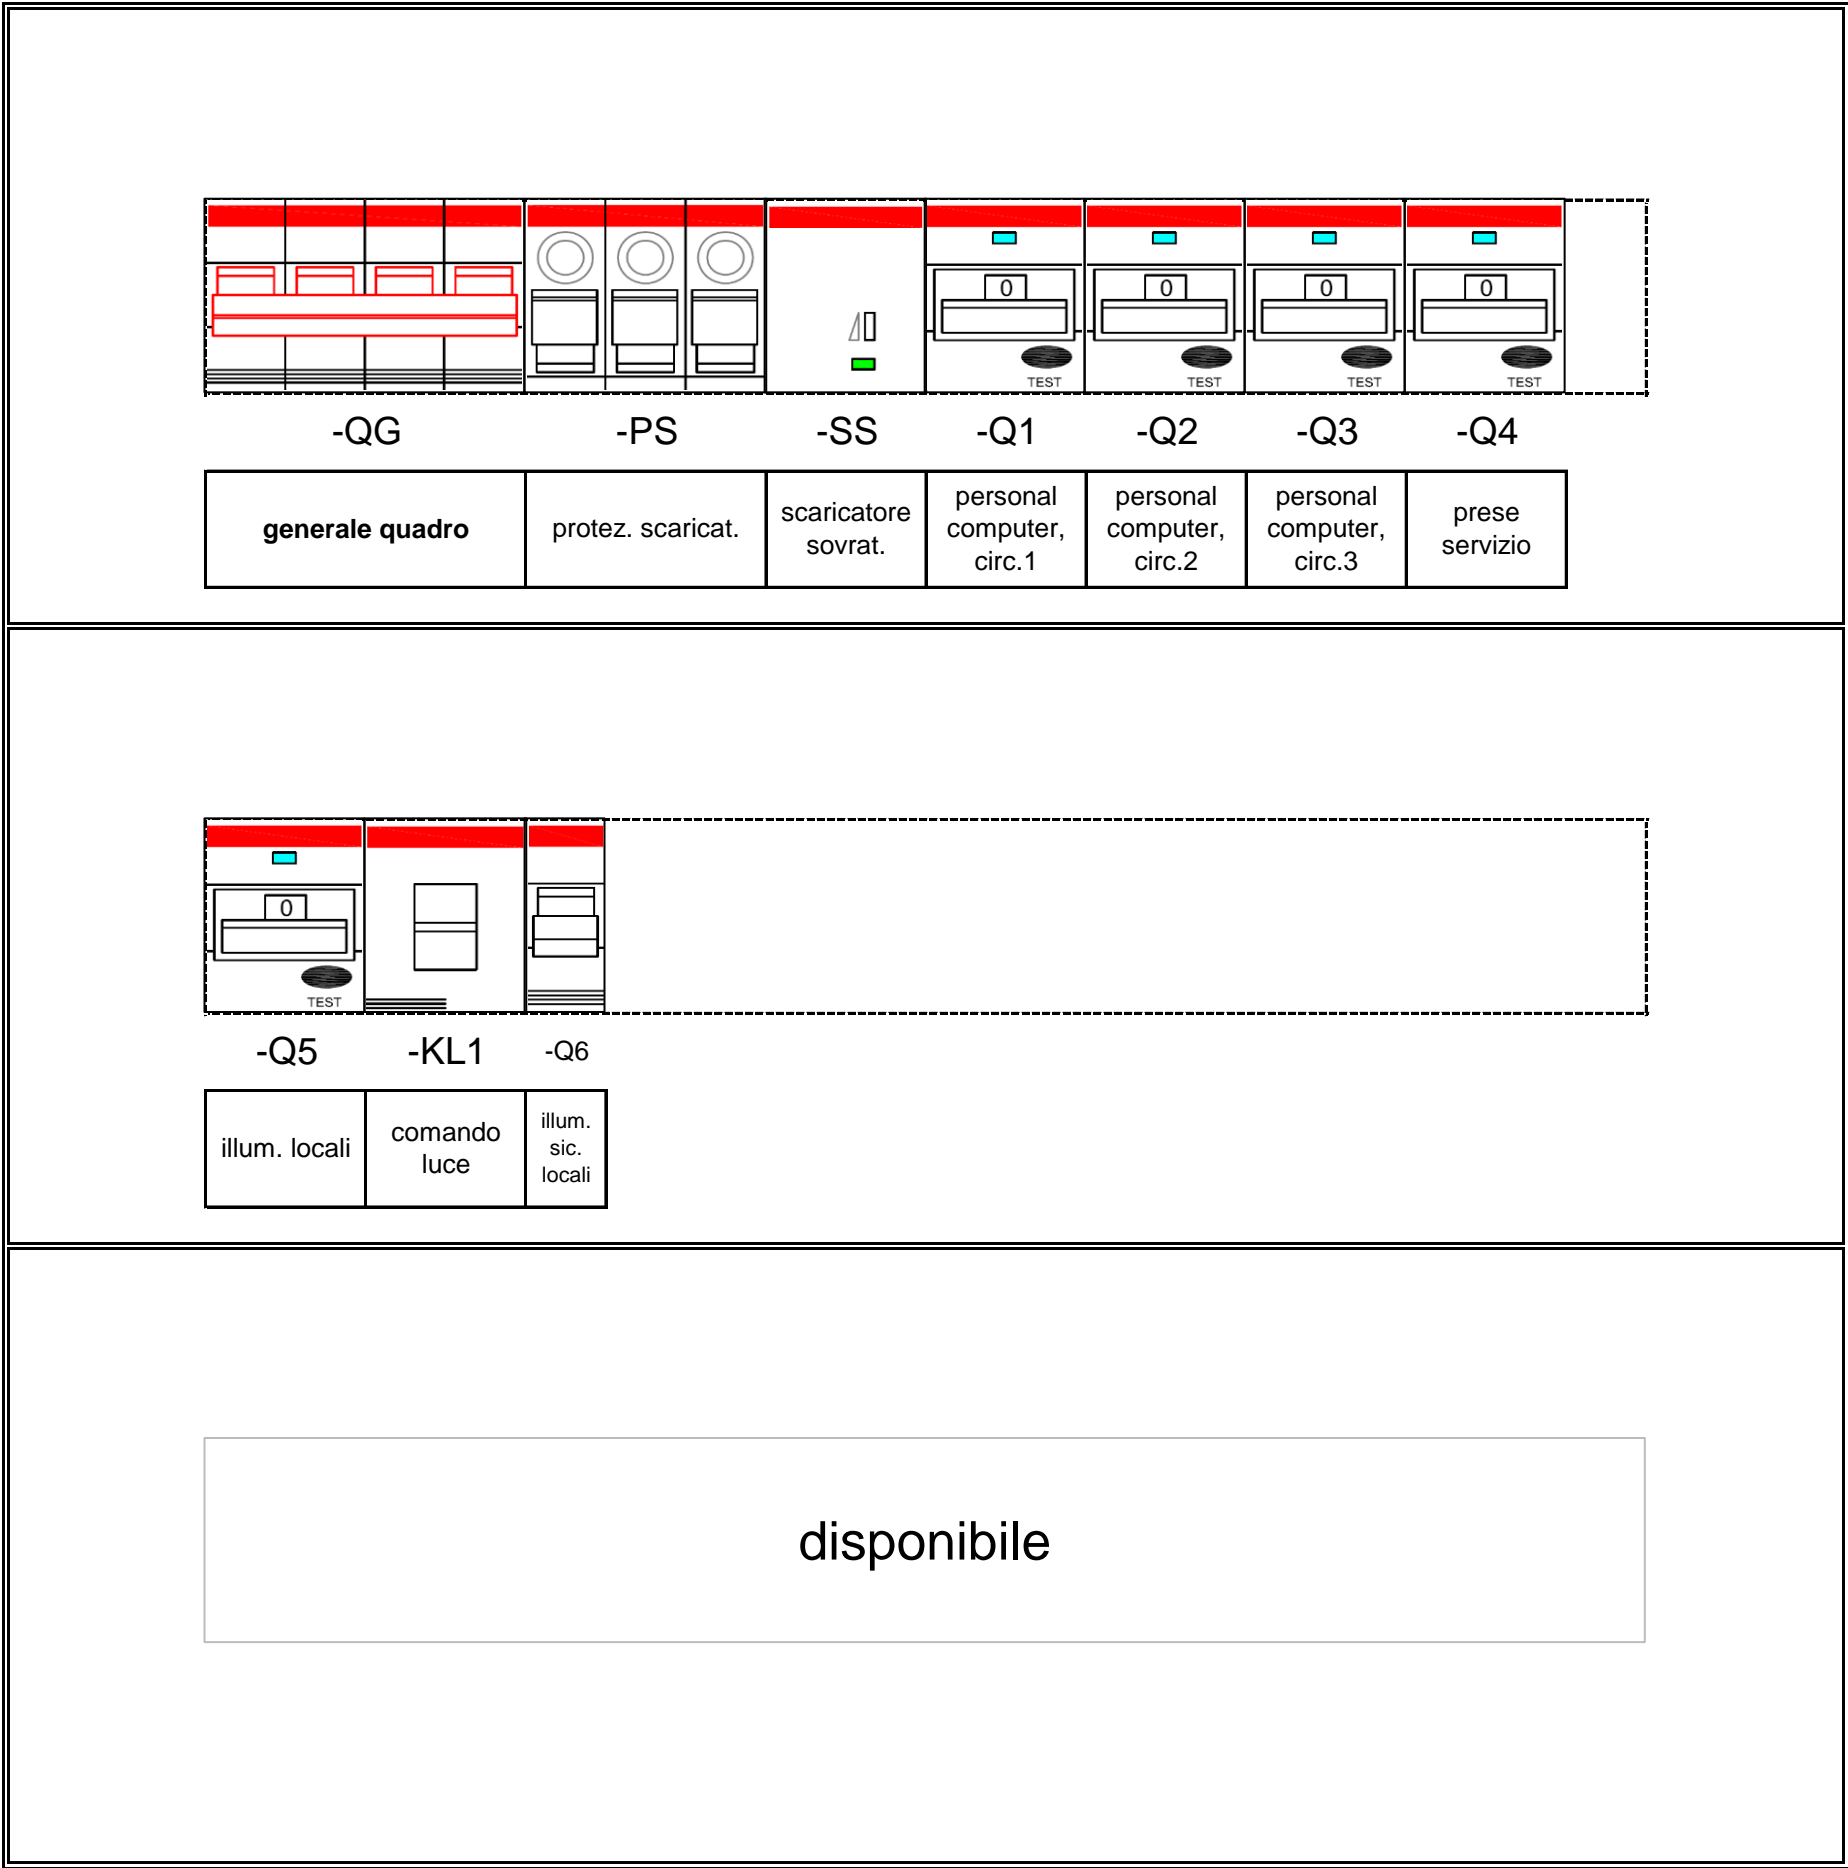 0 0 0 0
TEST TEST TEST TEST
-QG -PS -SS -Q1 -Q2 -Q3 -Q4
generale quadro
protez. scaricat.
scaricatore
sovrat.
personal
computer,
circ.1
personal
computer,
circ.2
personal
computer,
circ.3
prese
servizio
0
TEST
-Q5 -KL1 -Q6
illum. locali
comando
luce
illum.
sic.
locali
disponibile